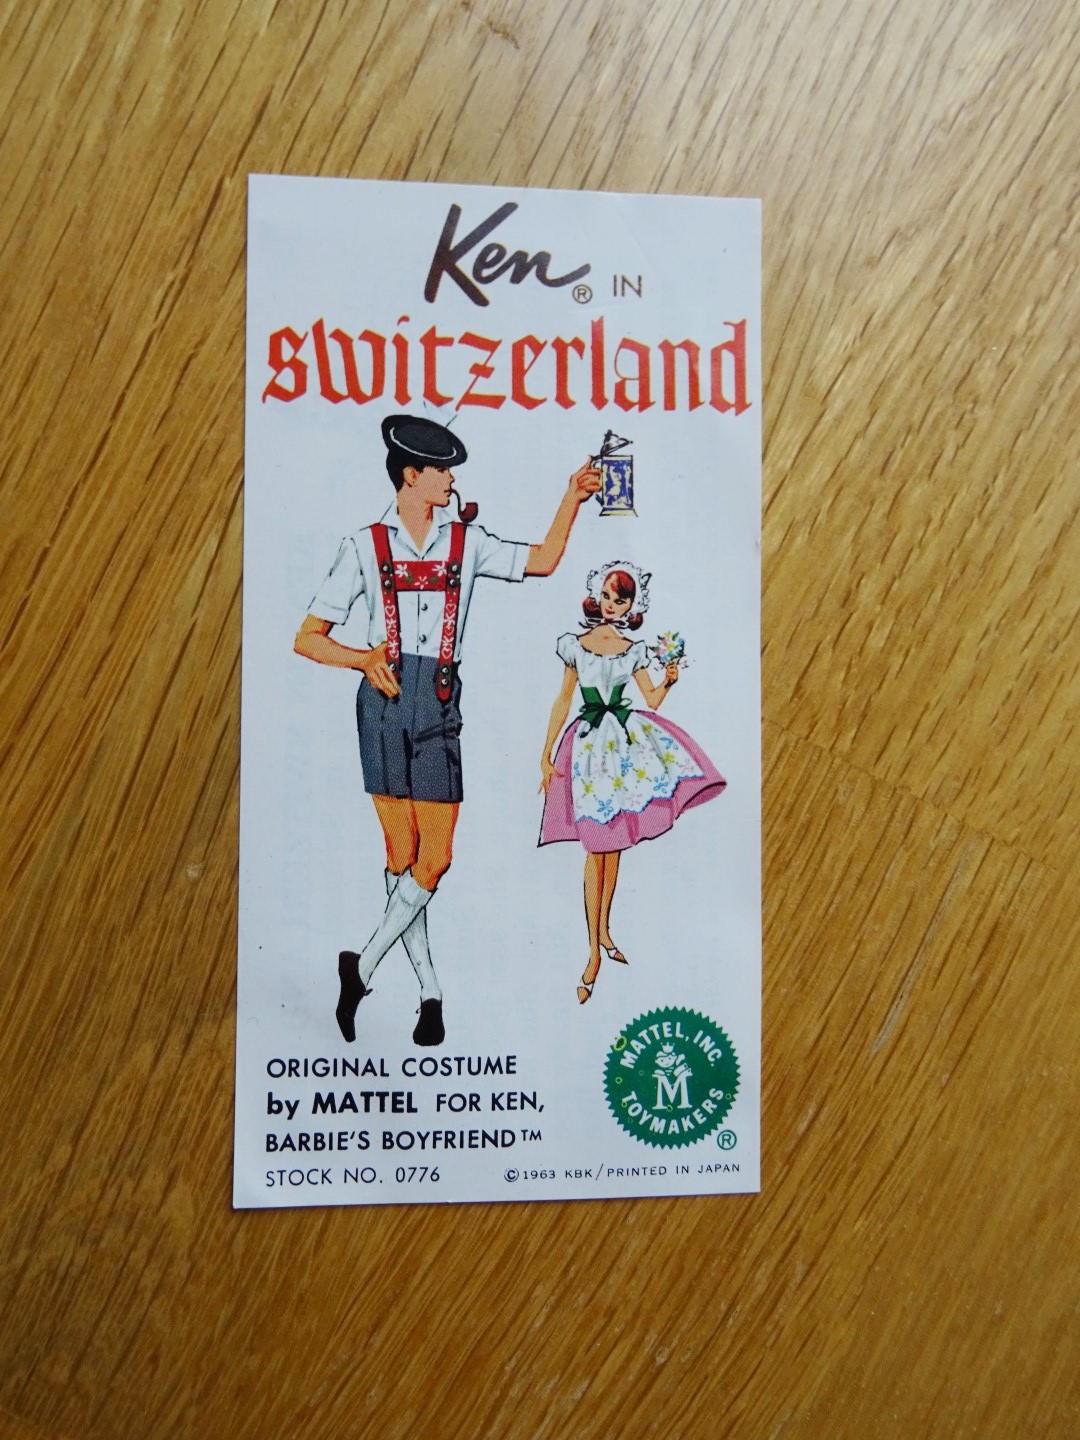 Ken® IN
switzerland
ORIGINAL COSTUME
by MATTEL FOR KEN,
BARBIE'S BOYFRIEND™
STOCK NO. 0776
MATTEL, INC.
M
TOYMAKERS
®
©1963 KBK/PRINTED IN JAPAN